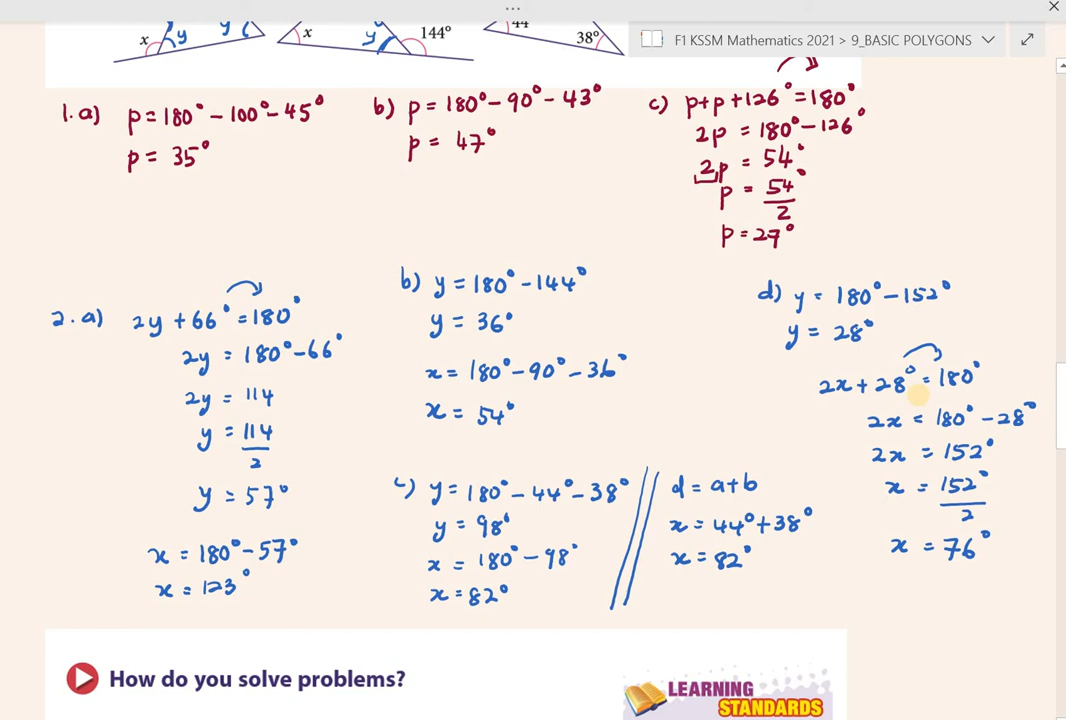 F1 KSSM Mathematics 2021 > 9_BASIC POLYGONS
x y y
x y 144°
44 38°
1.a) p = 180° - 100° - 45°
p = 35°
b) p = 180° - 90° - 43°
p = 47°
c) p + p + 126° = 180°
2p = 180° - 126°
2p = 54°
p = 54°/2
p = 27°
2.a) 2y + 66° = 180°
2y = 180° - 66°
2y = 114
y = 114/2
y = 57°
x = 180° - 57°
x = 123°
b) y = 180° - 144°
y = 36°
x = 180° - 90° - 36°
x = 54°
c) y = 180° - 44° - 38°
y = 98°
x = 180° - 98°
x = 82°
d = a + b
x = 44° + 38°
x = 82°
d) y = 180° - 152°
y = 28°
2x + 28° = 180°
2x = 180° - 28°
2x = 152°
x = 152°/2
x = 76°
How do you solve problems?
LEARNING
STANDARDS